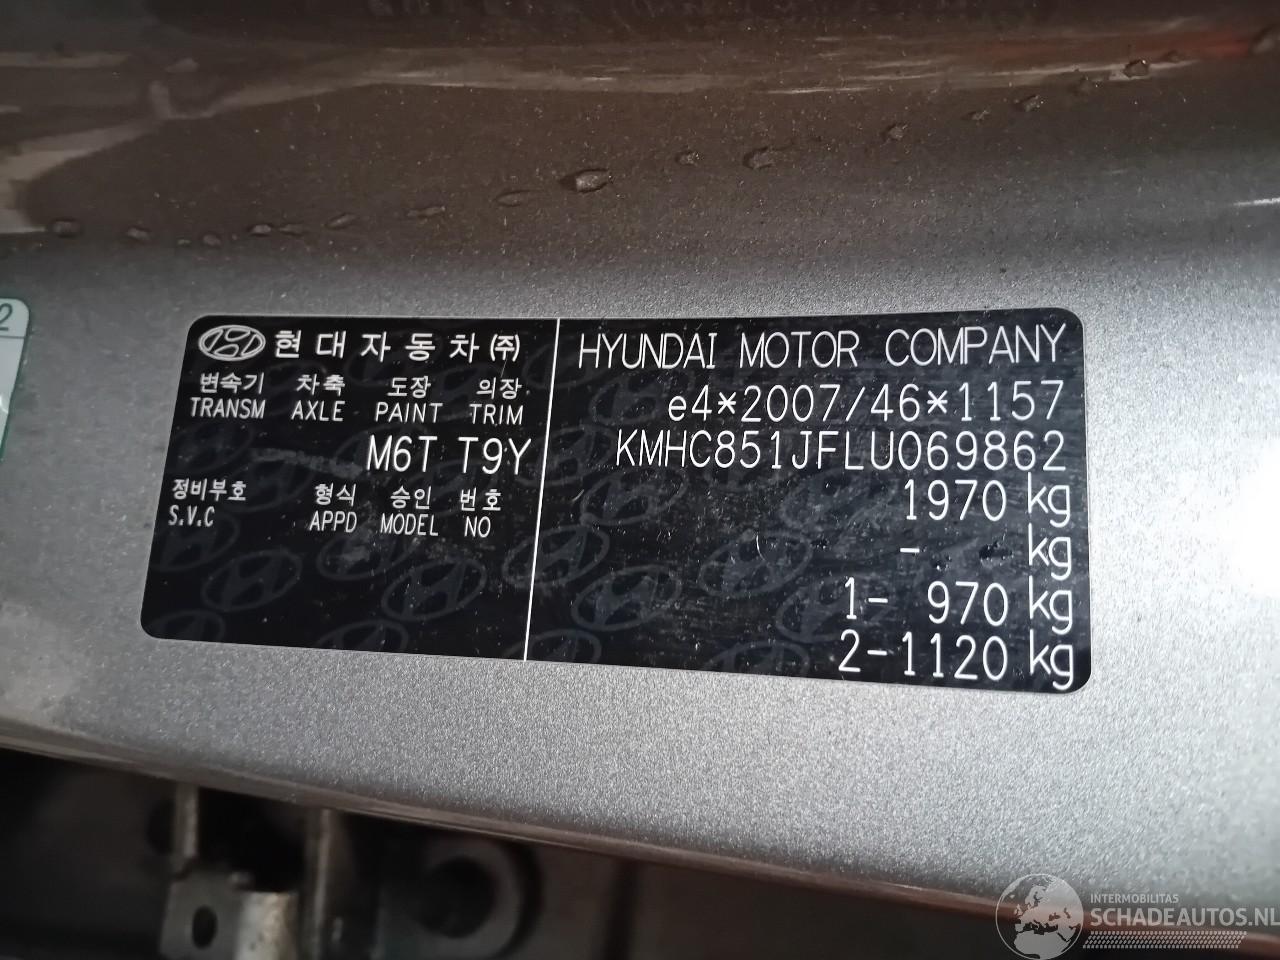 2
현대자동차(주)
변속기 차축 도장 의장
TRANSM AXLE PAINT TRIM
M6T T9Y
정비부호 형식 승인 번호
S.V.C APPD MODEL NO
HYUNDAI MOTOR COMPANY
e4*2007/46*1157
KMHC851JFLU069862
1970 kg
- kg
1- 970 kg
2-1120 kg
INTERMOBILITAS
SCHADEAUTOS.NL